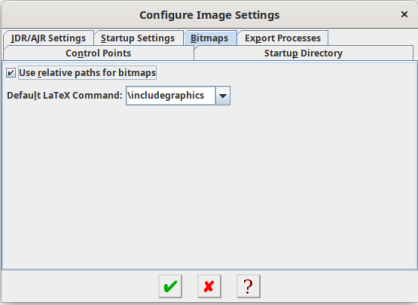 Configure Image Settings
JDR/AJR Settings Startup Settings Bitmaps Export Processes
Control Points Startup Directory
Use relative paths for bitmaps
Default LaTeX Command: \includegraphics
?